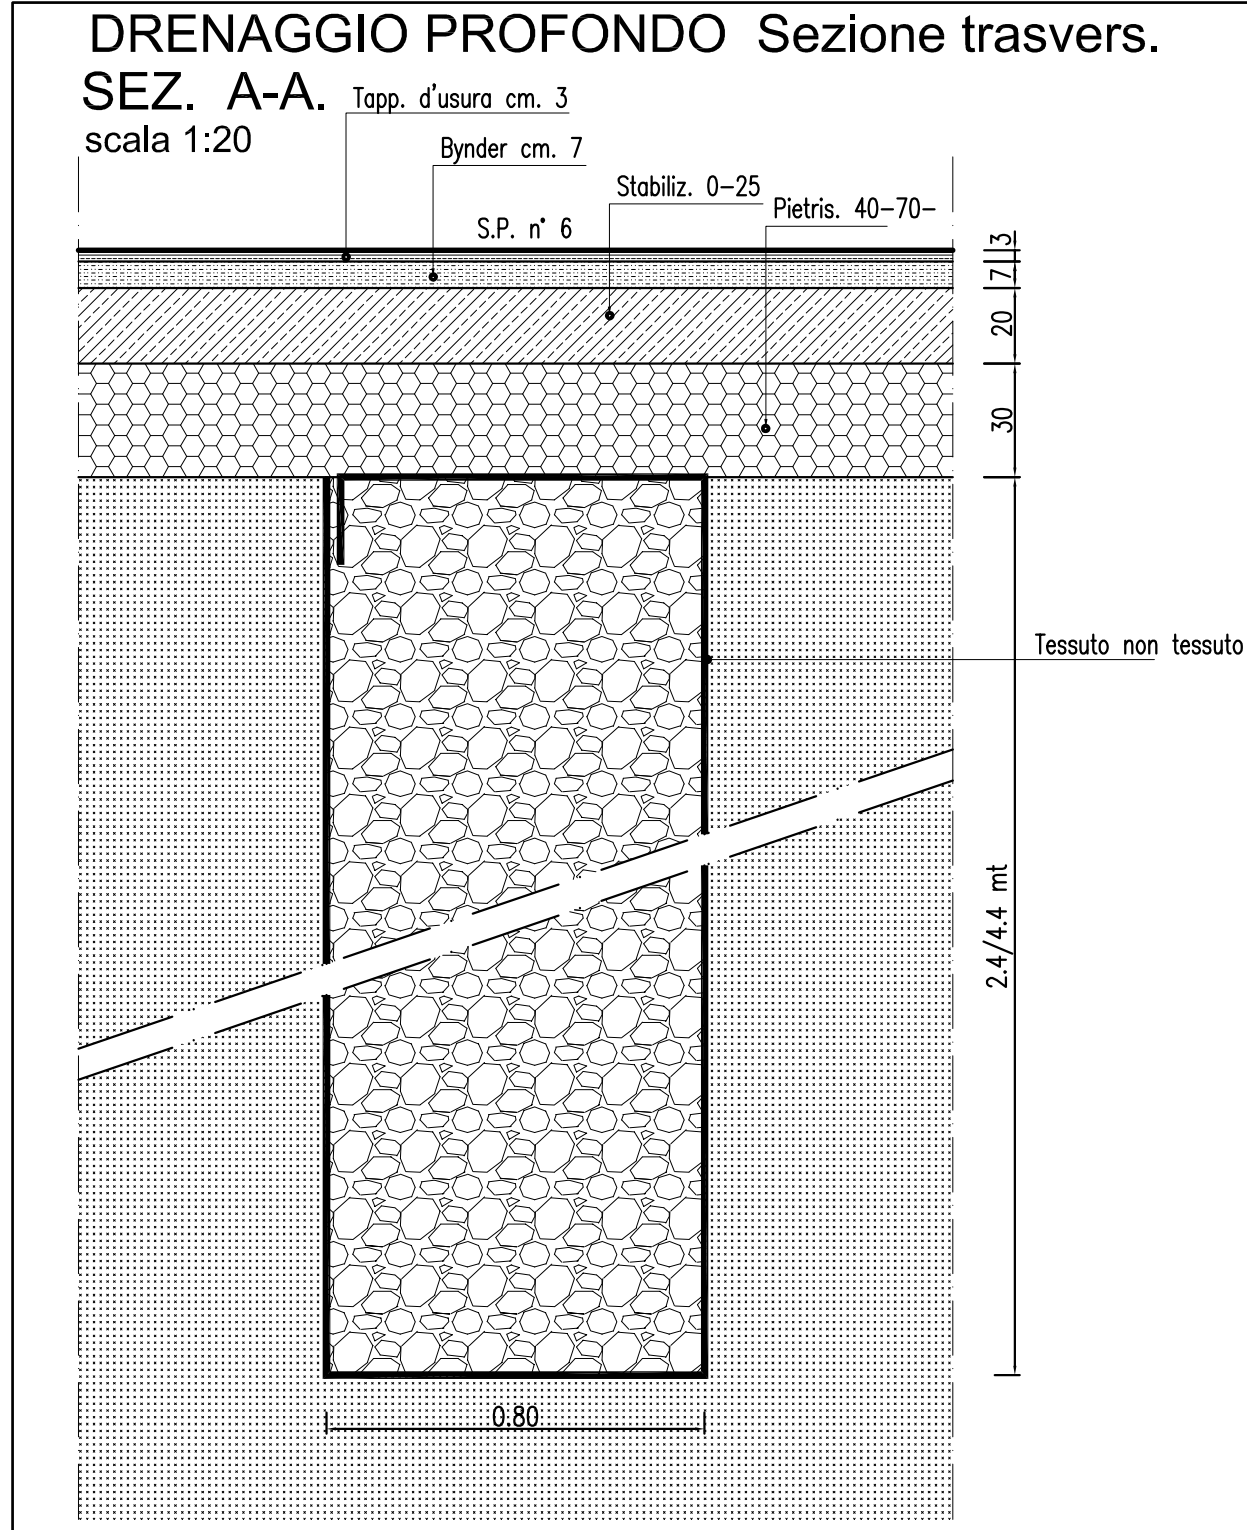 DRENAGGIO PROFONDO Sezione trasvers.
SEZ. A-A.
scala 1:20
Tapp. d'usura cm. 3
Bynder cm. 7
Stabiliz. 0-25
Pietris. 40-70-
S.P. n° 6
3
7
20
30
Tessuto non tessuto
2.4/4.4 mt
0.80